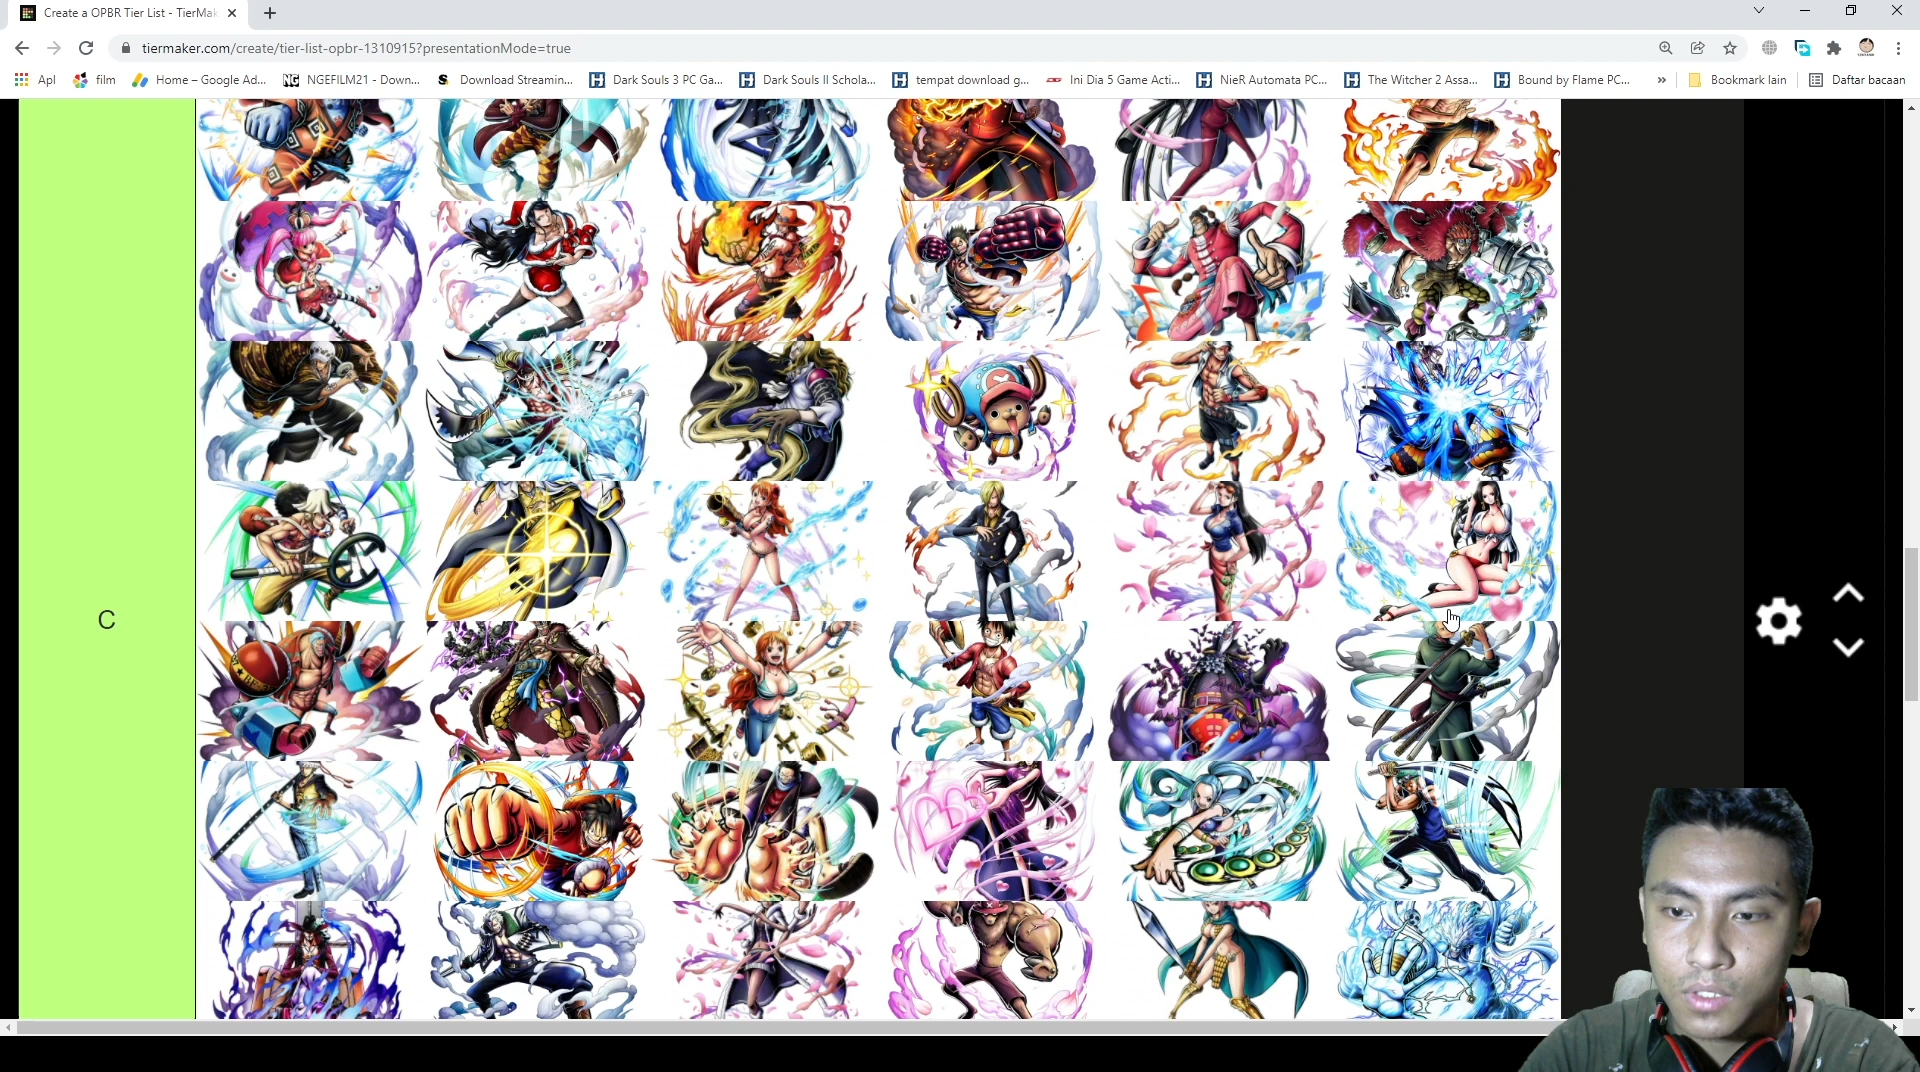 Create a OPBR Tier List - TierMak
tiermaker.com/create/tier-list-opbr-1310915?presentationMode=true
Apl film Home – Google Ad... NGEFILM21 - Down... Download Streamin... Dark Souls 3 PC Ga... Dark Souls II Schola... tempat download g... Ini Dia 5 Game Acti... NieR Automata PC... The Witcher 2 Assa... Bound by Flame PC... » Bookmark lain Daftar bacaan
C